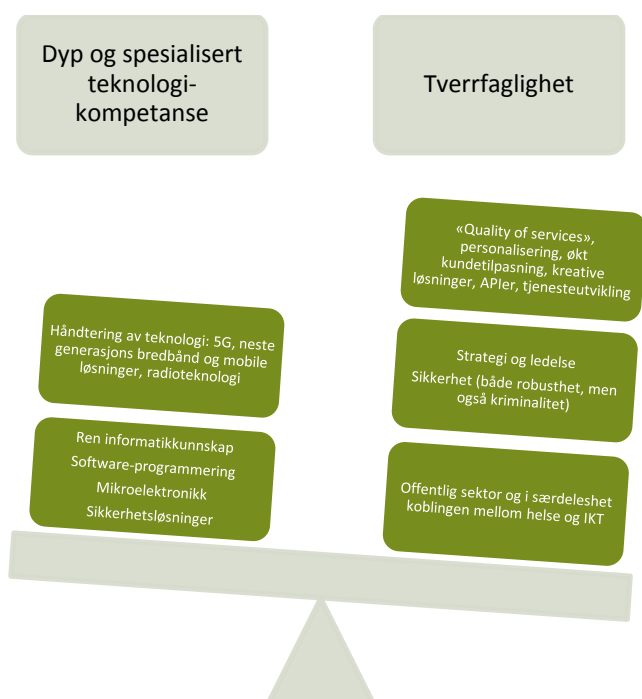 Dyp og spesialisert
teknologi-
kompetanse
Tverrfaglighet
Håndtering av teknologi: 5G, neste
generasjons bredbånd og mobile
løsninger, radioteknologi
Ren informatikkunnskap
Software-programmering
Mikroelektronikk
Sikkerhetsløsninger
«Quality of services»,
personalisering, økt
kundetilpasning, kreative
løsninger, APIer, tjenesteutvikling
Strategi og ledelse
Sikkerhet (både robusthet, men
også kriminalitet)
Offentlig sektor og i særdeleshet
koblingen mellom helse og IKT